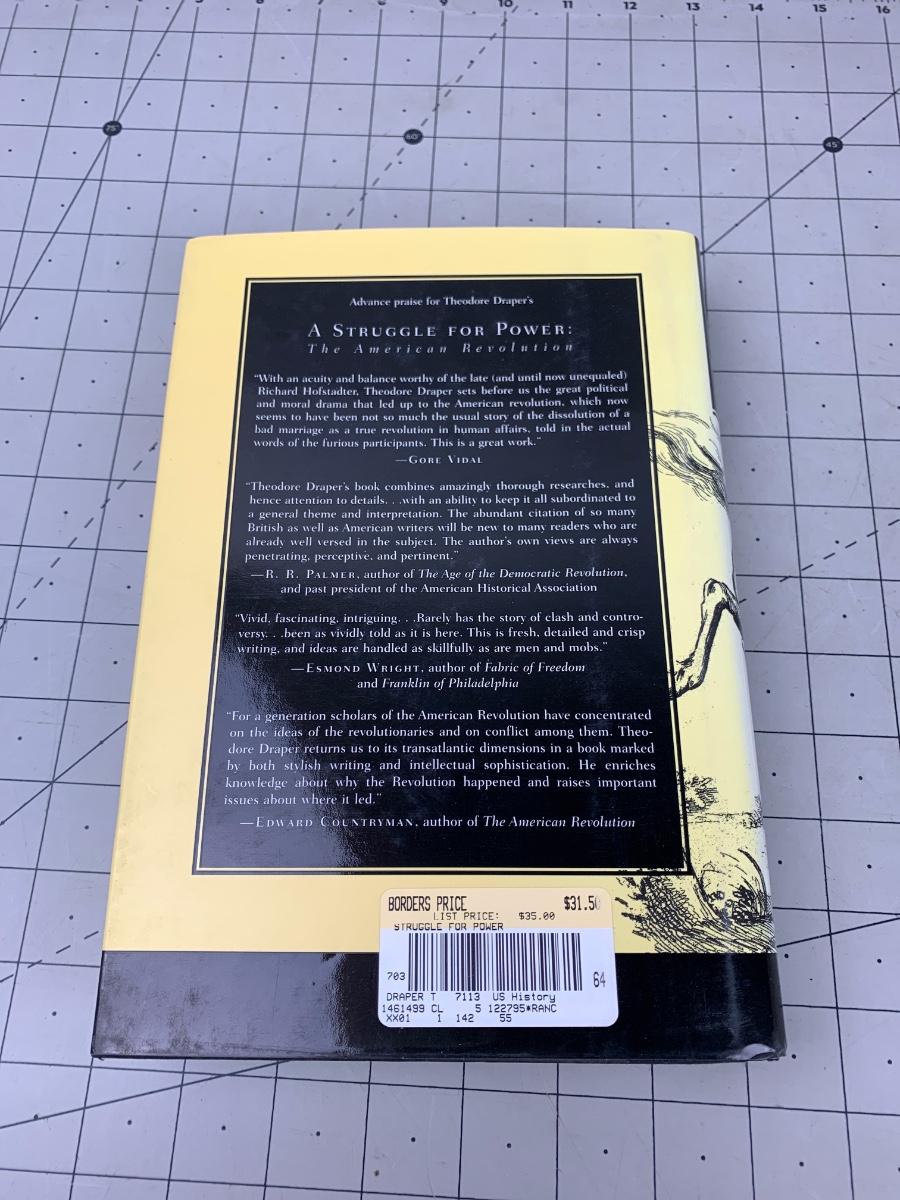 9 10 11 12 13 14 15 16
75°
60°
45°
Advance praise for Theodore Draper's
A STRUGGLE FOR POWER:
The American Revolution
“With an acuity and balance worthy of the late (and until now unequaled)
Richard Hofstadter, Theodore Draper sets before us the great political
and moral drama that led up to the American revolution, which now
seems to have been not so much the usual story of the dissolution of a
bad marriage as a true revolution in human affairs, told in the actual
words of the furious participants. This is a great work.”
—GORE VIDAL
“Theodore Draper's book combines amazingly thorough researches, and
hence attention to details. . .with an ability to keep it all subordinated to
a general theme and interpretation. The abundant citation of so many
British as well as American writers will be new to many readers who are
already well versed in the subject. The author's own views are always
penetrating, perceptive, and pertinent.”
—R. R. PALMER, author of The Age of the Democratic Revolution,
and past president of the American Historical Association
“Vivid, fascinating, intriguing. . .Rarely has the story of clash and contro-
versy. . .been as vividly told as it is here. This is fresh, detailed and crisp
writing, and ideas are handled as skillfully as are men and mobs.”
—ESMOND WRIGHT, author of Fabric of Freedom
and Franklin of Philadelphia
“For a generation scholars of the American Revolution have concentrated
on the ideas of the revolutionaries and on conflict among them. Theo-
dore Draper returns us to its transatlantic dimensions in a book marked
by both stylish writing and intellectual sophistication. He enriches
knowledge about why the Revolution happened and raises important
issues about where it led.”
—EDWARD COUNTRYMAN, author of The American Revolution
BORDERS PRICE $31.50
LIST PRICE: $35.00
STRUGGLE FOR POWER
703 64
DRAPER T 7113 US History
1461499 CL 5 122795*RANC
XX01 1 142 55